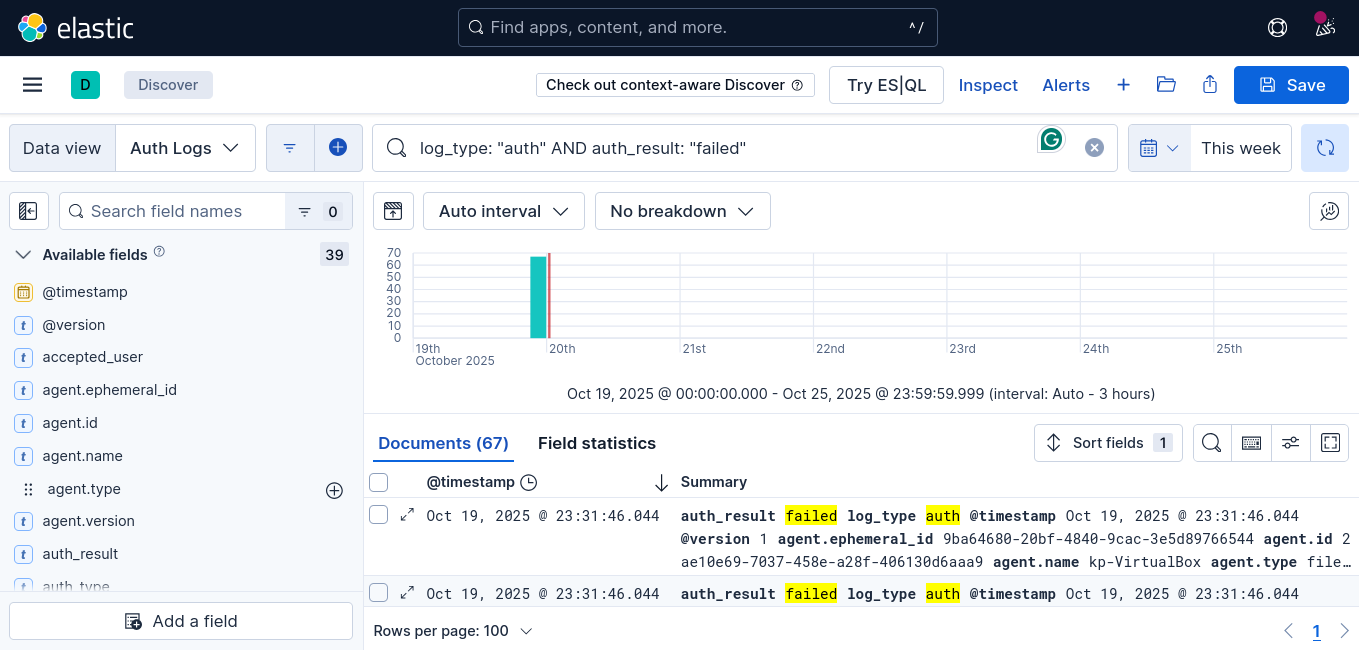 elastic
Find apps, content, and more.
^ /
D
Discover
Check out context-aware Discover
Try ES|QL
Inspect
Alerts
Save
Data view
Auth Logs
log_type: "auth" AND auth_result: "failed"
G
This week
Search field names
0
Auto interval
No breakdown
Available fields
39
@timestamp
t @version
t accepted_user
t agent.ephemeral_id
t agent.id
t agent.name
agent.type
t agent.version
t auth_result
t auth_type
Add a field
70
60
50
40
30
20
10
0
19th
20th
21st
22nd
23rd
24th
25th
October 2025
Oct 19, 2025 @ 00:00:00.000 - Oct 25, 2025 @ 23:59:59.999 (interval: Auto - 3 hours)
Documents (67)
Field statistics
Sort fields 1
@timestamp
Summary
Oct 19, 2025 @ 23:31:46.044
auth_result failed log_type auth @timestamp Oct 19, 2025 @ 23:31:46.044
@version 1 agent.ephemeral_id 9ba64680-20bf-4840-9cac-3e5d89766544 agent.id 2
ae10e69-7037-458e-a28f-406130d6aaa9 agent.name kp-VirtualBox agent.type file…
Oct 19, 2025 @ 23:31:46.044
auth_result failed log_type auth @timestamp Oct 19, 2025 @ 23:31:46.044
Rows per page: 100
1